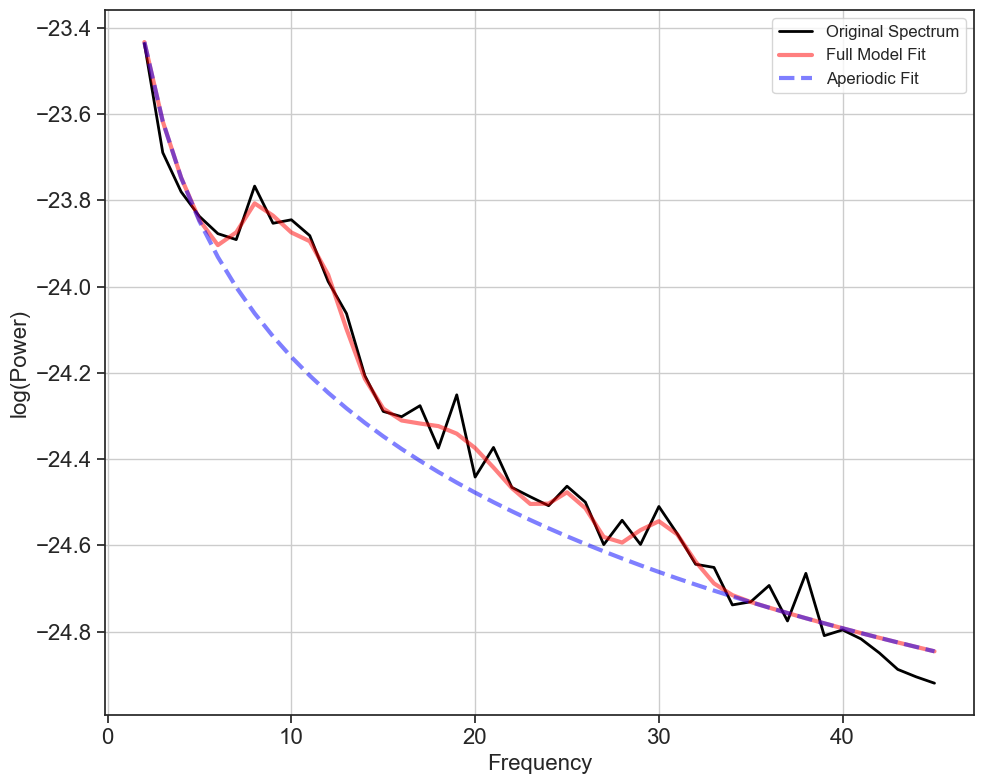 −23.4
−23.6
−23.8
−24.0
−24.2
−24.4
−24.6
−24.8
log(Power)
0
10
20
30
40
Frequency
Original Spectrum
Full Model Fit
Aperiodic Fit